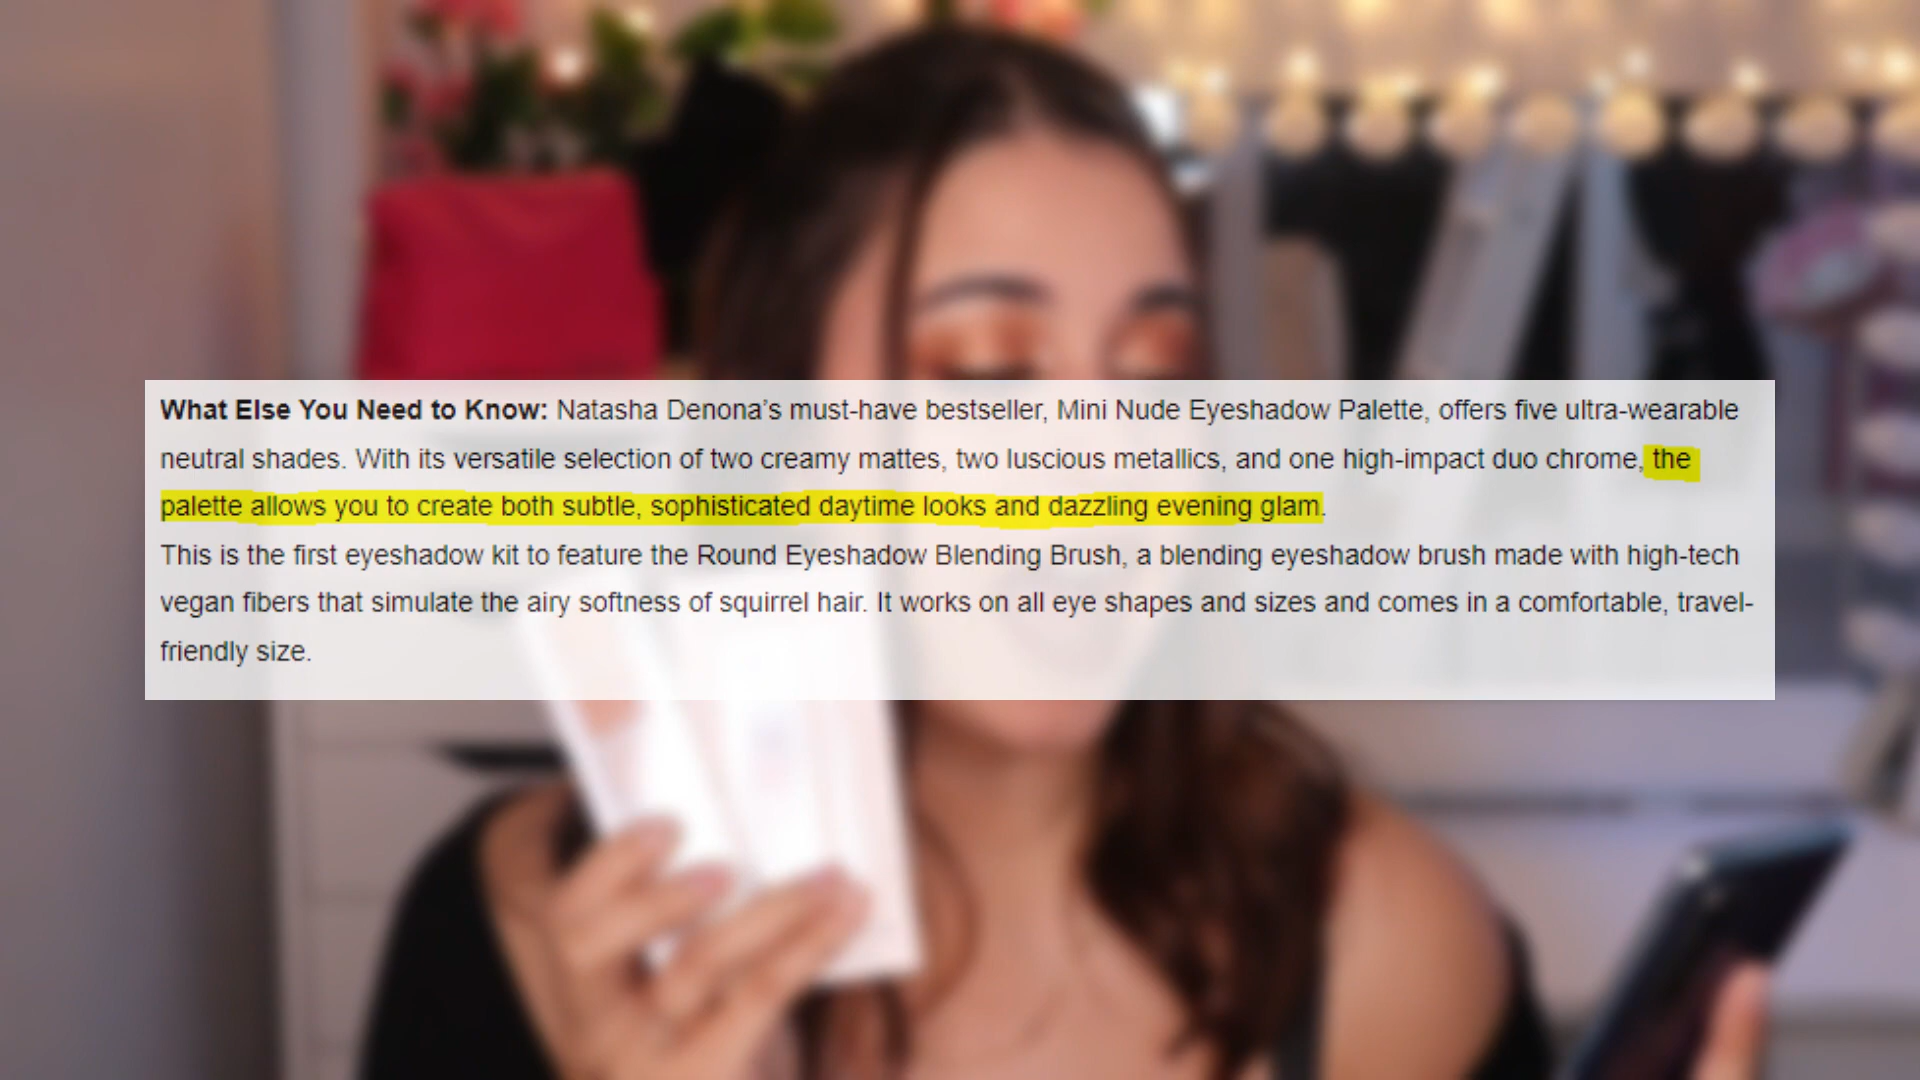 What Else You Need to Know: Natasha Denona’s must-have bestseller, Mini Nude Eyeshadow Palette, offers five ultra-wearable
neutral shades. With its versatile selection of two creamy mattes, two luscious metallics, and one high-impact duo chrome, the
palette allows you to create both subtle, sophisticated daytime looks and dazzling evening glam.
This is the first eyeshadow kit to feature the Round Eyeshadow Blending Brush, a blending eyeshadow brush made with high-tech
vegan fibers that simulate the airy softness of squirrel hair. It works on all eye shapes and sizes and comes in a comfortable, travel-
friendly size.